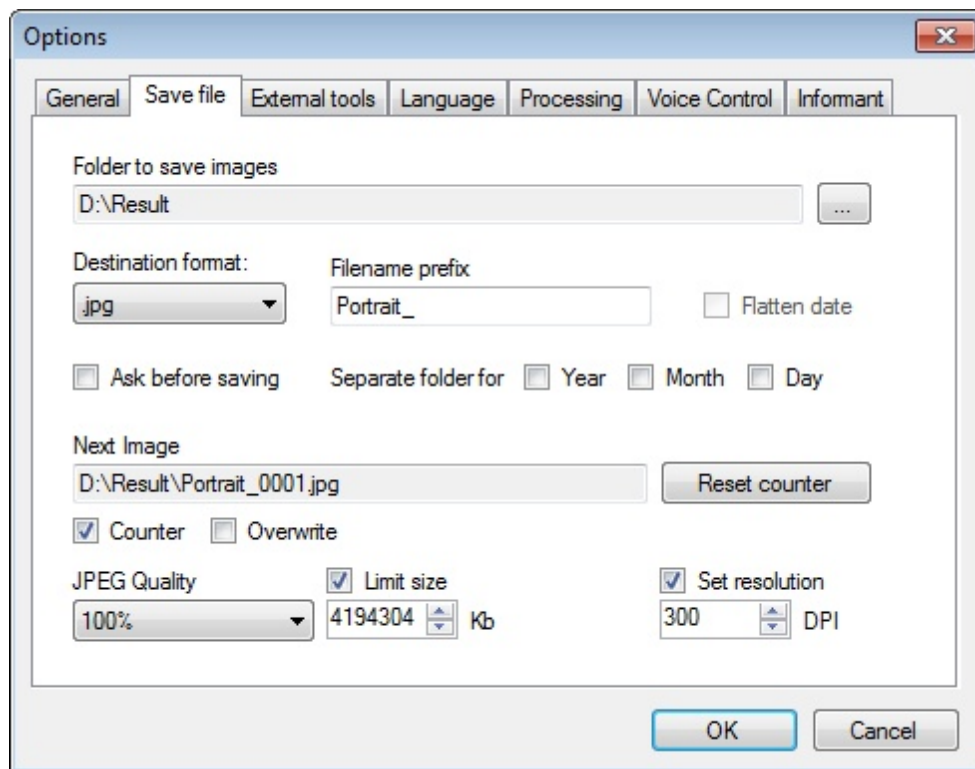 Options
General Save file External tools Language Processing Voice Control Informant
Folder to save images
D:\Result ...
Destination format: Filename prefix
.jpg Portrait_ Flatten date
Ask before saving Separate folder for Year Month Day
Next Image
D:\Result\Portrait_0001.jpg Reset counter
Counter Overwrite
JPEG Quality Limit size Set resolution
100% 4194304 Kb 300 DPI
OK Cancel